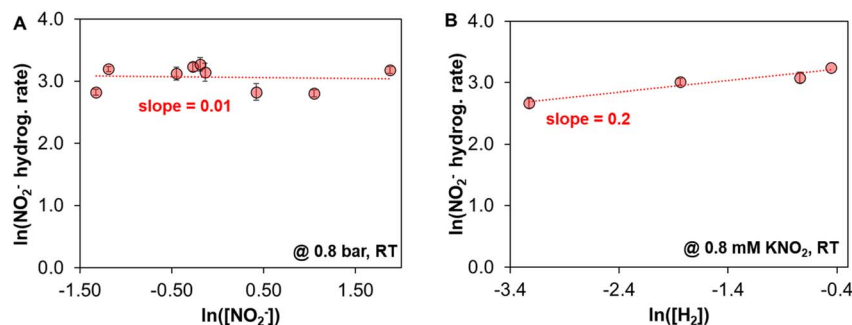 A
ln(NO₂⁻ hydrog. rate)
4.0
3.0
2.0
1.0
0.0
slope = 0.01
@ 0.8 bar, RT
-1.50 -0.50 0.50 1.50
ln([NO₂⁻])
B
ln(NO₂⁻ hydrog. rate)
4.0
3.0
2.0
1.0
0.0
slope = 0.2
@ 0.8 mM KNO₂, RT
-3.4 -2.4 -1.4 -0.4
ln([H₂])